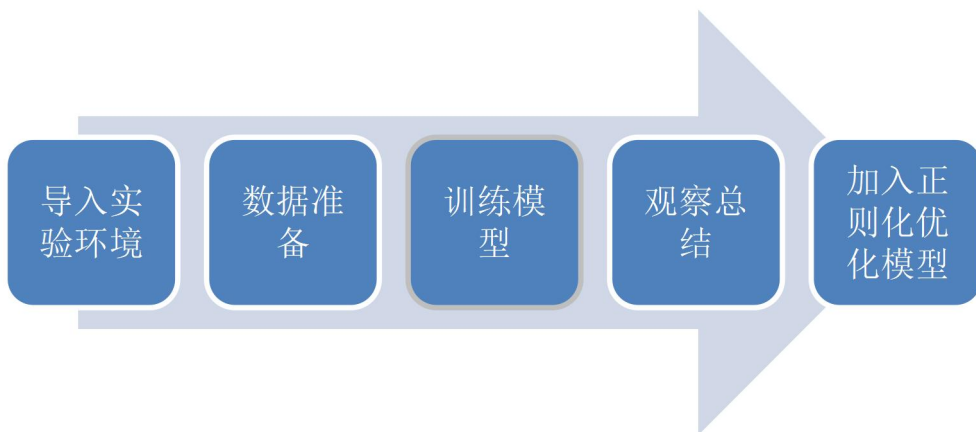 导入实
验环境
数据准
备
训练模
型
观察总
结
加入正
则化优
化模型